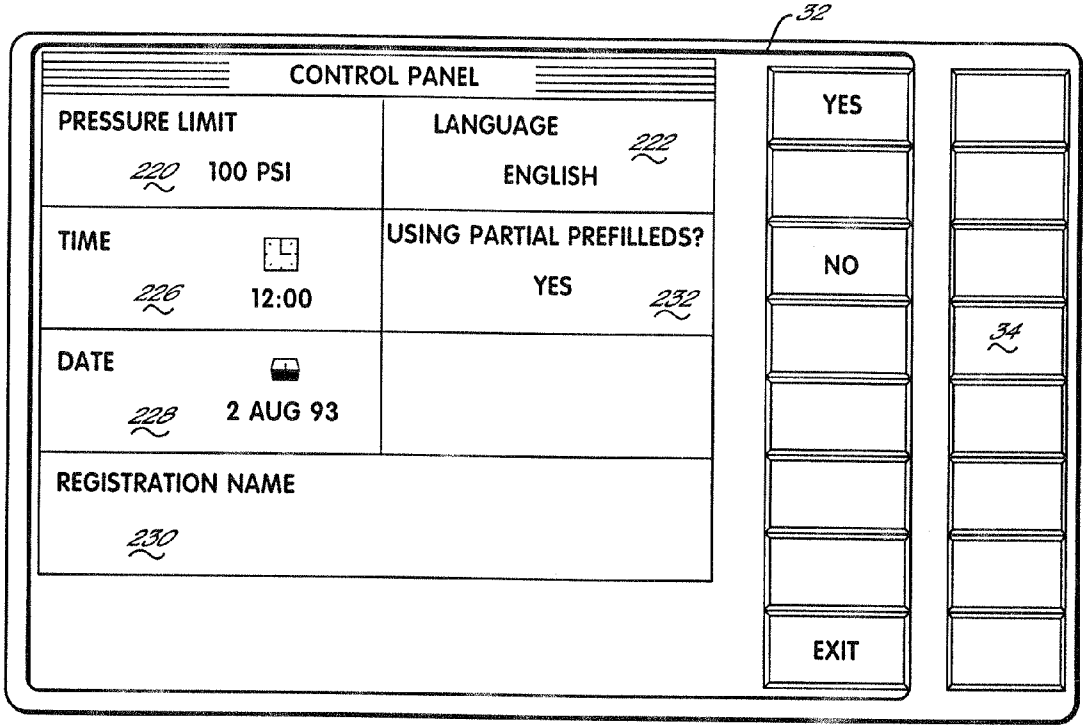 32
CONTROL PANEL
PRESSURE LIMIT
220 100 PSI
LANGUAGE
222
ENGLISH
TIME
226 12:00
USING PARTIAL PREFILLEDS?
YES
232
DATE
228 2 AUG 93
REGISTRATION NAME
230
YES
NO
EXIT
34